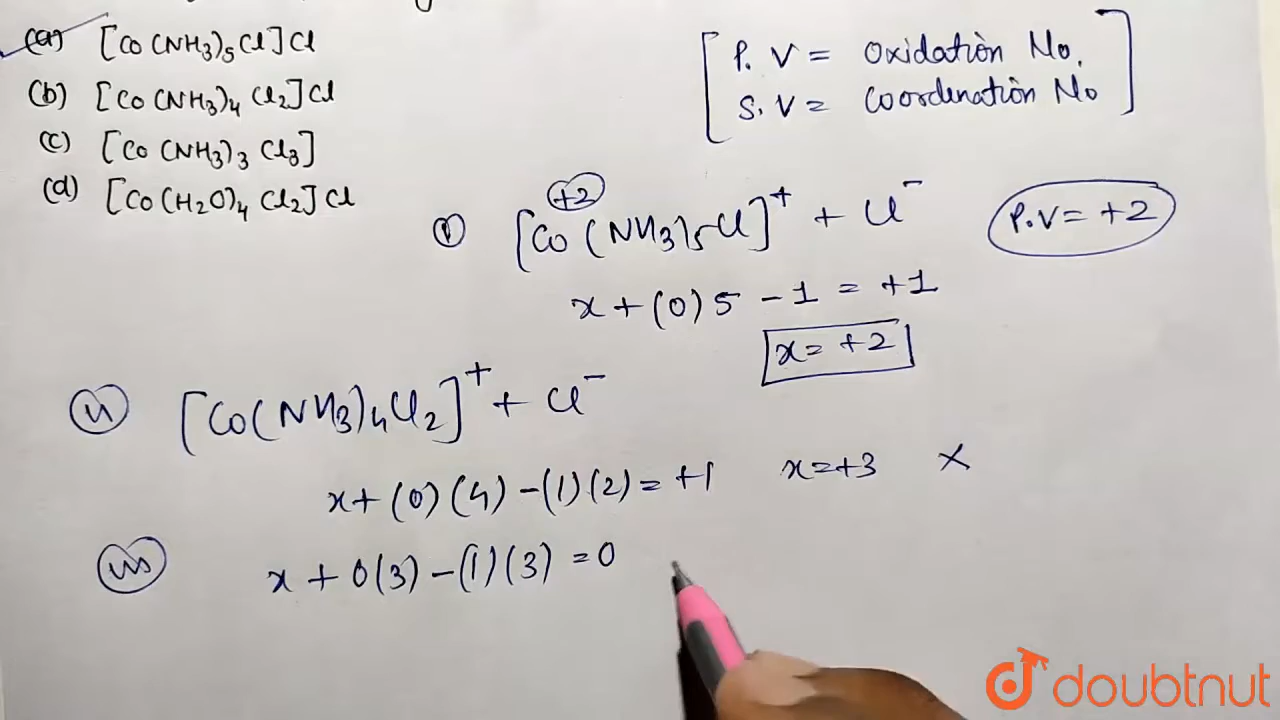 (a) [Co(NH3)5Cl]Cl
(b) [Co(NH3)4Cl2]Cl
(c) [Co(NH3)3Cl3]
(d) [Co(H2O)4Cl2]Cl
P.V = Oxidation No.
S.V = Coordenation No
+2
(i) [Co(NH3)5Cl]+ + Cl-
P.V = +2
x+(0)5-1 = +1
x = +2
(ii) [Co(NH3)4Cl2]+ + Cl-
x+(0)(4)-(1)(2) = +1 x=+3 ×
(iii) x+0(3)-(1)(3) = 0
doubtnut